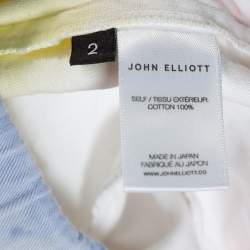 2
JOHN ELLIOTT
SELF / TISSU EXTÉRIEUR:
COTTON 100%
MADE IN JAPAN
FABRIQUÉ AU JAPON
WWW.JOHNELLIOTT.CO